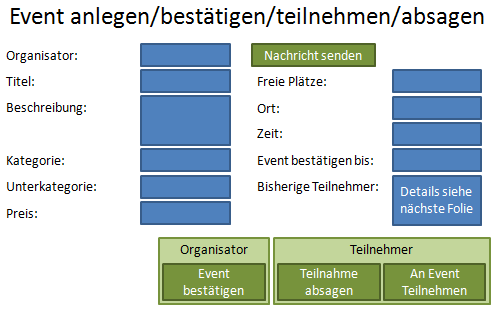 Event anlegen/bestätigen/teilnehmen/absagen
Organisator:
Nachricht senden
Titel:
Freie Plätze:
Beschreibung:
Ort:
Zeit:
Kategorie:
Event bestätigen bis:
Unterkategorie:
Bisherige Teilnehmer:
Details siehe
nächste Folie
Preis:
Organisator
Teilnehmer
Event
bestätigen
Teilnahme
absagen
An Event
Teilnehmen